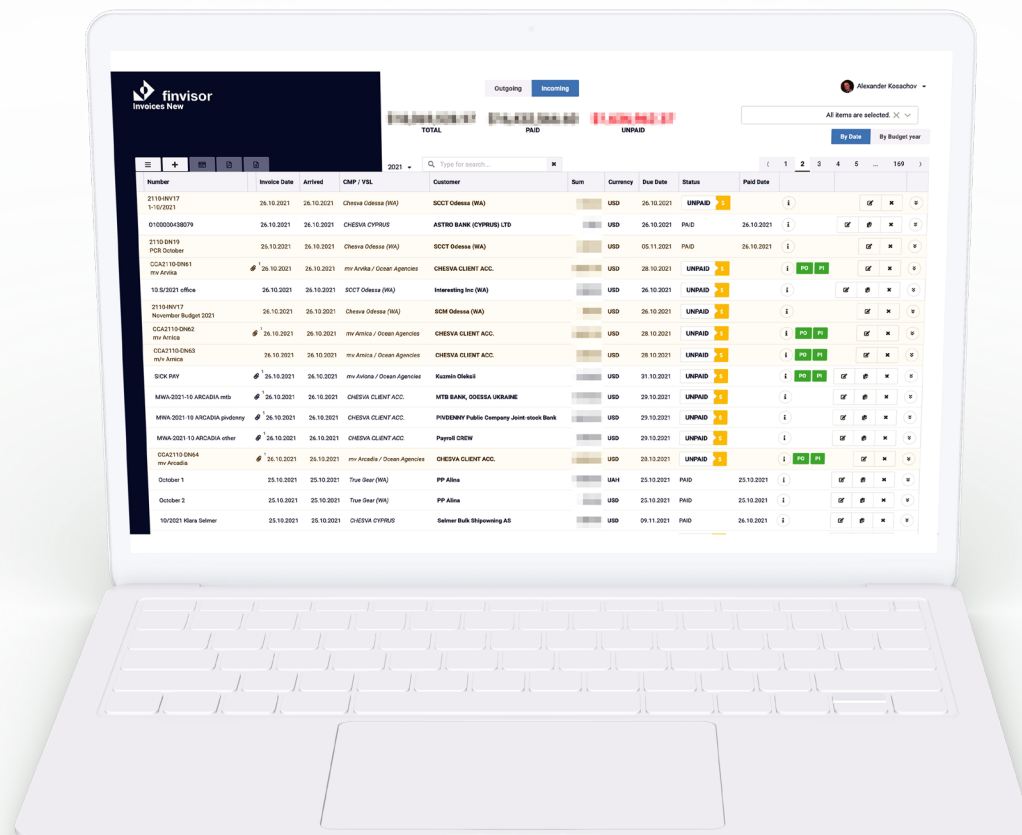 finvisor
Invoices New
Outgoing Incoming
Alexander Kosachov
TOTAL PAID UNPAID
All items are selected.
By Date By Budget year
2021 Type for search...
1 2 3 4 5 ... 169
Number Invoice Date Arrived CMP / VSL Customer Sum Currency Due Date Status Paid Date
2110-INV17
1-10/2021
26.10.2021 26.10.2021 Chesva Odessa (WA) SCCT Odessa (WA) USD 26.10.2021 UNPAID $
0100000438079 26.10.2021 26.10.2021 CHESVA CYPRUS ASTRO BANK (CYPRUS) LTD USD 26.10.2021 PAID 26.10.2021
2110-DN19
PCR October
26.10.2021 26.10.2021 Chesva Odessa (WA) SCCT Odessa (WA) USD 05.11.2021 PAID 26.10.2021
CCA2110-DN61
mv Arvika
1 26.10.2021 26.10.2021 mv Arvika / Ocean Agencies CHESVA CLIENT ACC. USD 28.10.2021 UNPAID $ PO PI
10.5/2021 office 26.10.2021 26.10.2021 SCCT Odessa (WA) Interesting Inc (WA) USD 26.10.2021 UNPAID $
2110-INV17
November Budget 2021
26.10.2021 26.10.2021 Chesva Odessa (WA) SCM Odessa (WA) USD 26.10.2021 UNPAID $
CCA2110-DN62
mv Arnica
1 26.10.2021 26.10.2021 mv Arnica / Ocean Agencies CHESVA CLIENT ACC. USD 28.10.2021 UNPAID $ PO PI
CCA2110-DN63
m/v Arnica
26.10.2021 26.10.2021 mv Arnica / Ocean Agencies CHESVA CLIENT ACC. USD 28.10.2021 UNPAID $ PO PI
SICK PAY 1 26.10.2021 26.10.2021 mv Aviona / Ocean Agencies Kuzmin Oleksii USD 31.10.2021 UNPAID $ PO PI
MWA-2021-10 ARCADIA mtb 1 26.10.2021 26.10.2021 CHESVA CLIENT ACC. MTB BANK, ODESSA UKRAINE USD 29.10.2021 UNPAID $
MWA-2021-10 ARCADIA pivdenny 1 26.10.2021 26.10.2021 CHESVA CLIENT ACC. PIVDENNY Public Company Joint-stock Bank USD 29.10.2021 UNPAID $
MWA-2021-10 ARCADIA other 1 26.10.2021 26.10.2021 CHESVA CLIENT ACC. Payroll CREW USD 29.10.2021 UNPAID $
CCA2110-DN64
mv Arcadia
1 26.10.2021 26.10.2021 mv Arcadia / Ocean Agencies CHESVA CLIENT ACC. USD 28.10.2021 UNPAID $ PO PI
October 1 25.10.2021 25.10.2021 True Gear (WA) PP Alina UAH 25.10.2021 PAID 25.10.2021
October 2 25.10.2021 25.10.2021 True Gear (WA) PP Alina USD 25.10.2021 PAID 25.10.2021
10/2021 Klara Selmer 25.10.2021 25.10.2021 CHESVA CYPRUS Selmer Bulk Shipowning AS USD 09.11.2021 PAID 26.10.2021